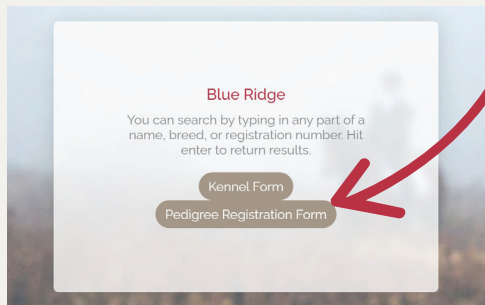 Blue Ridge
You can search by typing in any part of a
name, breed, or registration number. Hit
enter to return results.
Kennel Form
Pedigree Registration Form